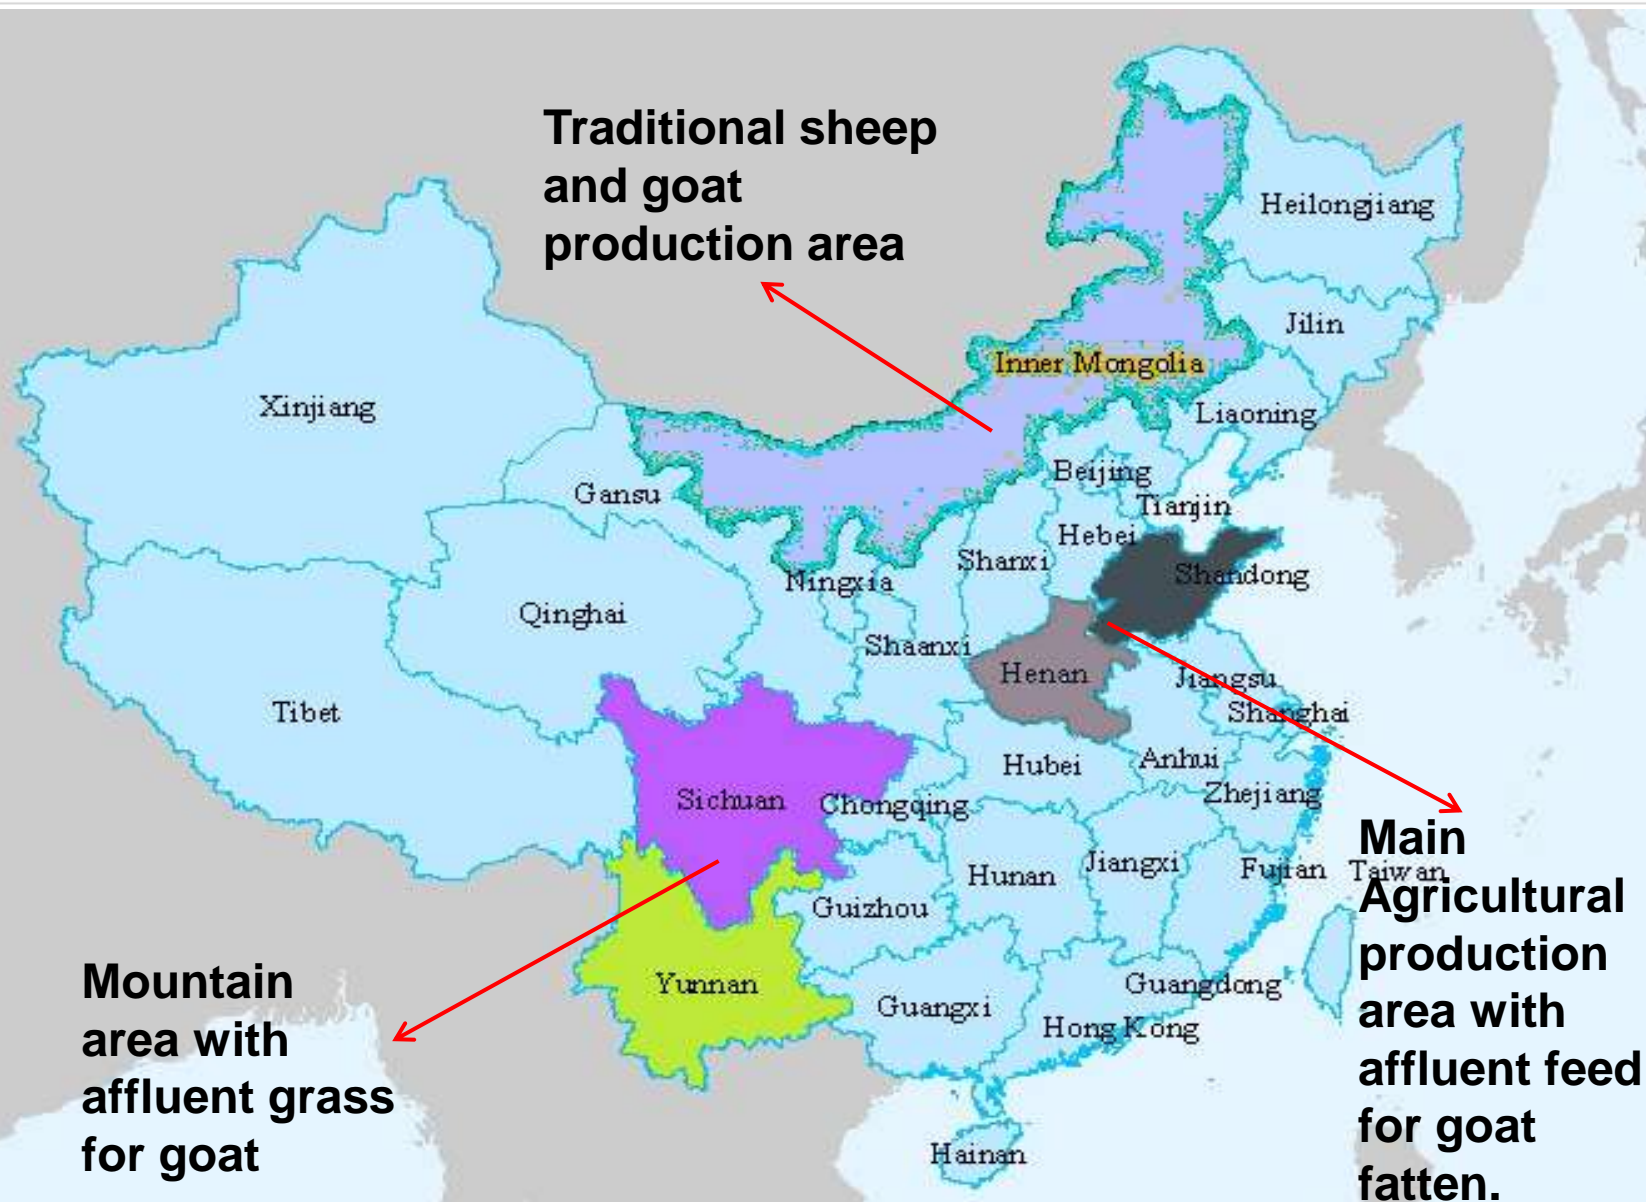 Traditional sheep
and goat
production area
Heilongjiang
Jilin
Inner Mongolia
Xinjiang
Liaoning
Beijing
Gansu
Tianjin
Hebei
Shanxi
Shandong
Ningxia
Qinghai
Shaanxi
Henan
Jiangsu
Tibet
Shanghai
Hubei
Anhui
Sichuan
Chongqing
Zhejiang
Main
Agricultural
production
area with
affluent feed
for goat
fatten.
Hunan
Jiangxi
Fujian
Taiwan
Guizhou
Mountain
area with
affluent grass
for goat
Yunnan
Guangxi
Guangdong
Hong Kong
Hainan